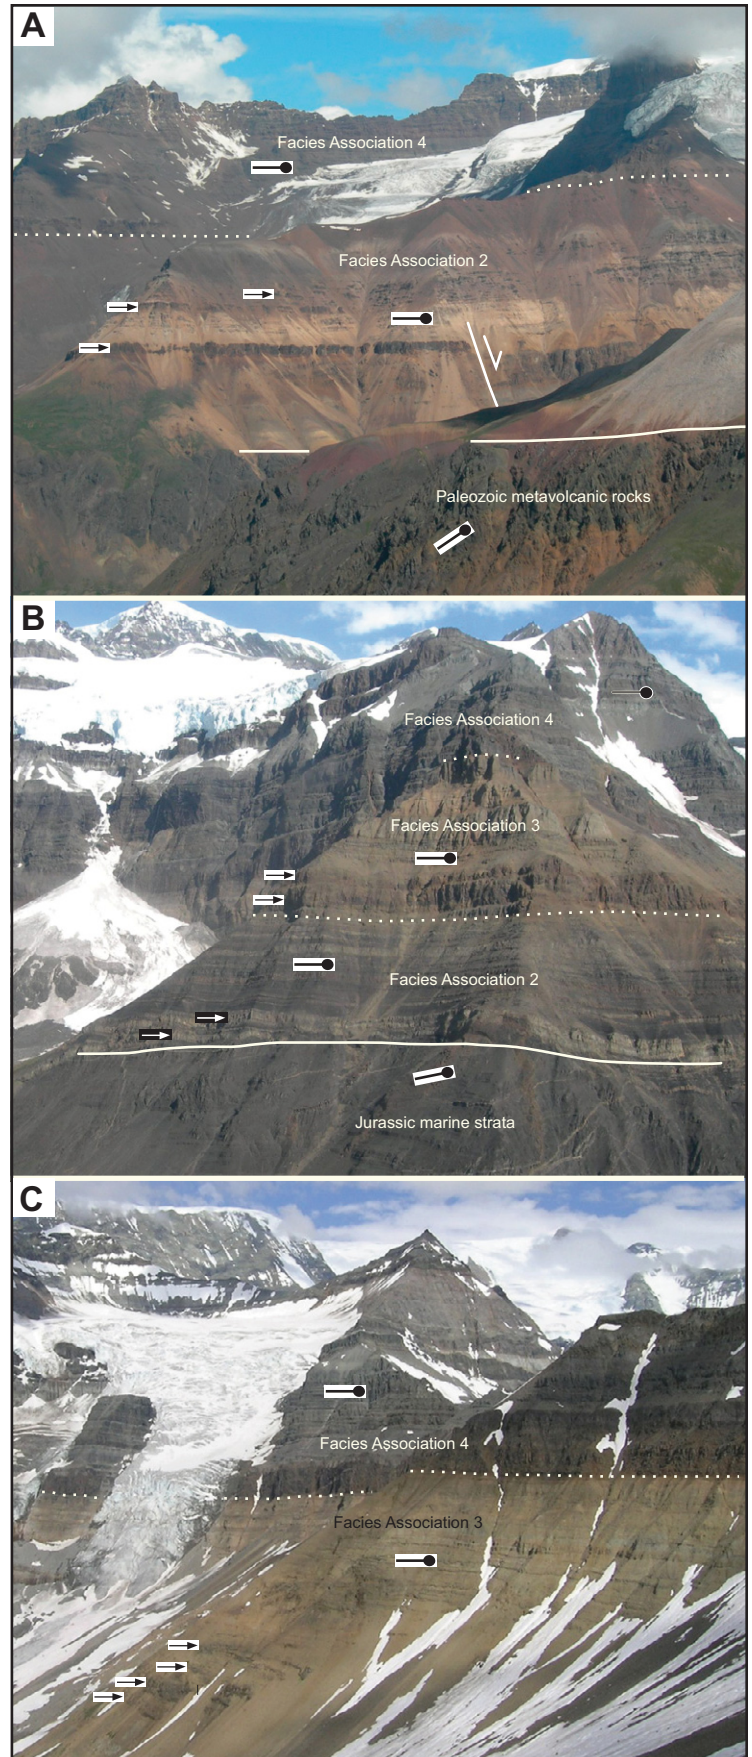 A
Facies Association 4
Facies Association 2
Paleozoic metavolcanic rocks
B
Facies Association 4
Facies Association 3
Facies Association 2
Jurassic marine strata
C
Facies Association 4
Facies Association 3